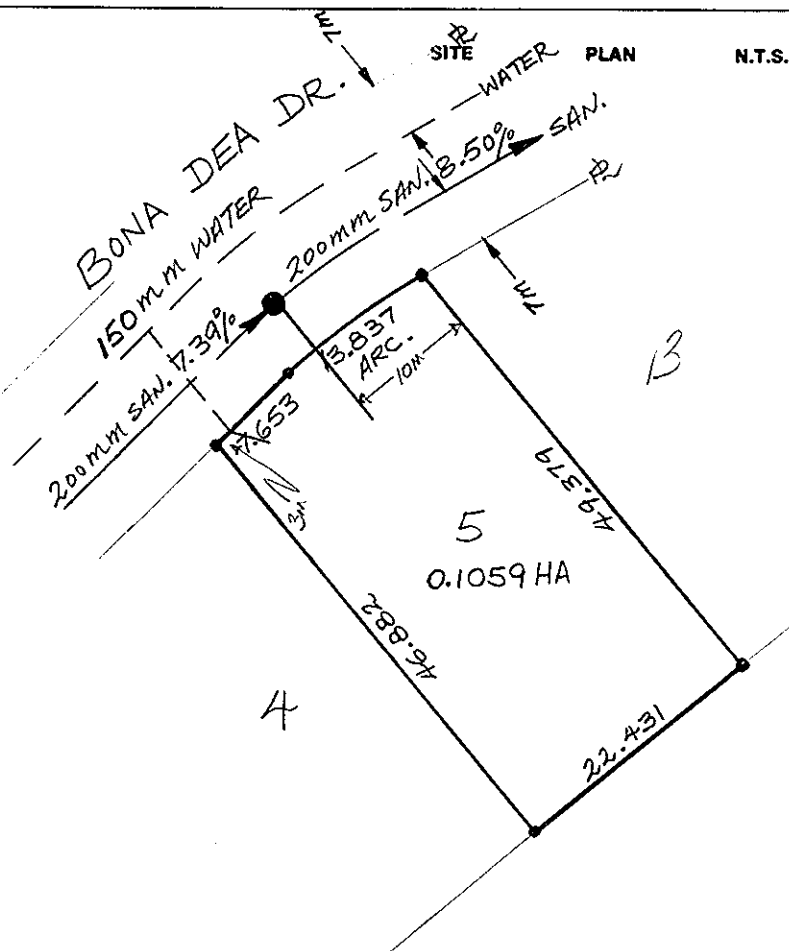 SITE PLAN N.T.S.
7m
PL
BONA DEA DR.
WATER
150mm WATER
8.50% SAN.
200mm SAN.
200mm SAN. 7.39%
PL
7m
13.837
ARC.
10M
7.653
3M
13
49.379
5
0.1059 HA
46.882
4
22.431